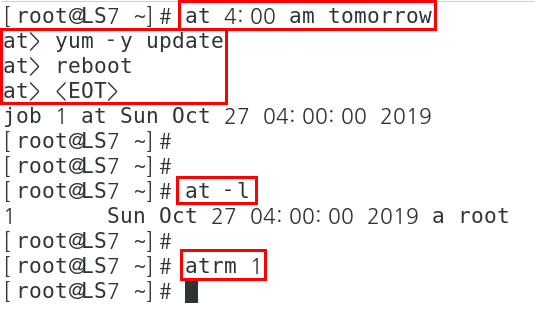 [root@LS7 ~]# at 4:00 am tomorrow
at> yum -y update
at> reboot
at> <EOT>
job 1 at Sun Oct 27 04:00:00 2019
[root@LS7 ~]#
[root@LS7 ~]#
[root@LS7 ~]# at -l
1       Sun Oct 27 04:00:00 2019 a root
[root@LS7 ~]#
[root@LS7 ~]# atrm 1
[root@LS7 ~]#